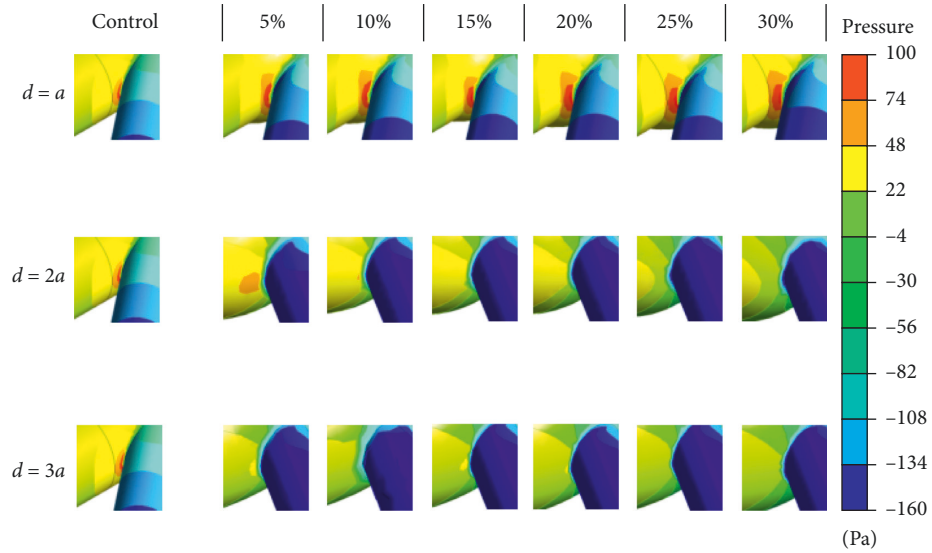 Control 5% 10% 15% 20% 25% 30% Pressure
d = a
d = 2a
d = 3a
100
74
48
22
–4
–30
–56
–82
–108
–134
–160
(Pa)